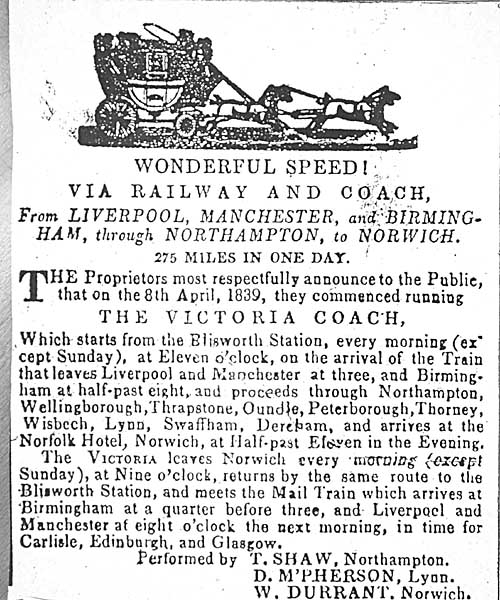 WONDERFUL SPEED!
VIA RAILWAY AND COACH,
From LIVERPOOL, MANCHESTER, and BIRMING-
HAM, through NORTHAMPTON, to NORWICH.
275 MILES IN ONE DAY.
THE Proprietors most respectfully announce to the Public,
that on the 8th April, 1839, they commenced running
THE VICTORIA COACH,
Which starts from the Blisworth Station, every morning (ex-
cept Sunday), at Eleven o'clock, on the arrival of the Train
that leaves Liverpool and Manchester at three, and Birming-
ham at half-past eight, and proceeds through Northampton,
Wellingborough, Thrapstone, Oundle, Peterborough, Thorney,
Wisbech, Lynn, Swaffham, Dereham, and arrives at the
Norfolk Hotel, Norwich, at Half-past Eleven in the Evening.
The VICTORIA leaves Norwich every morning (except
Sunday), at Nine o'clock, returns by the same route to the
Blisworth Station, and meets the Mail Train which arrives at
Birmingham at a quarter before three, and Liverpool and
Manchester at eight o'clock the next morning, in time for
Carlisle, Edinburgh, and Glasgow.
Performed by T. SHAW, Northampton.
D. M'PHERSON, Lynn.
W. DURRANT, Norwich.